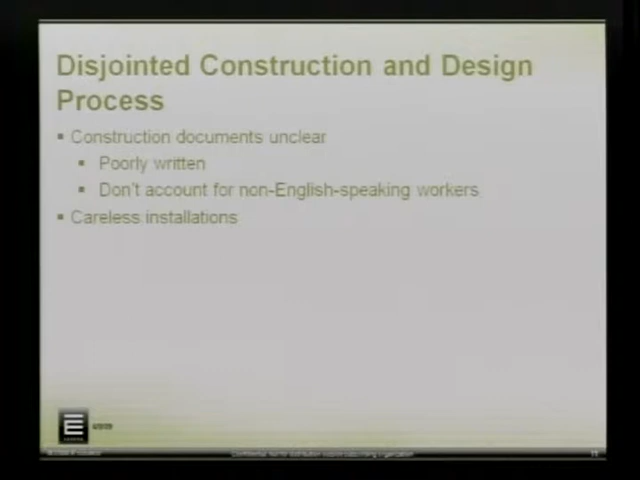 Disjointed Construction and Design
Process
Construction documents unclear
Poorly written
Don't account for non-English-speaking workers
Careless installations